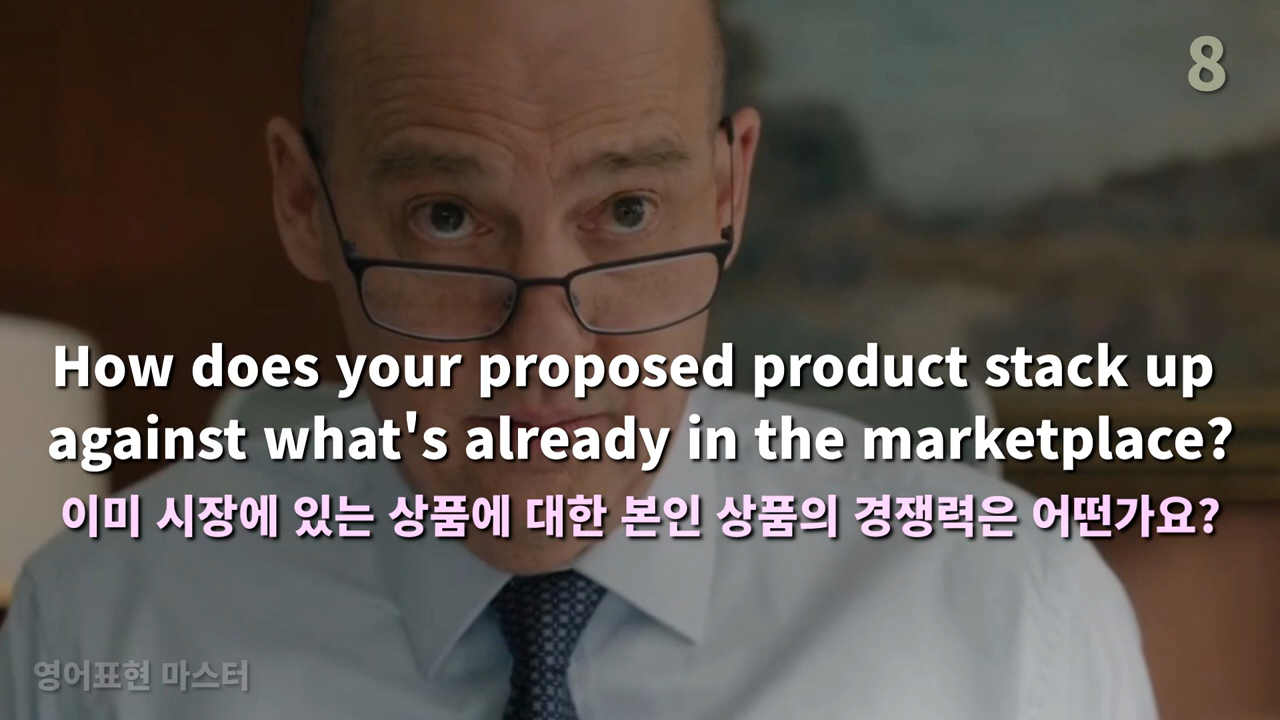 8
How does your proposed product stack up
against what's already in the marketplace?
이미 시장에 있는 상품에 대한 본인 상품의 경쟁력은 어떤가요?
영어표현 마스터